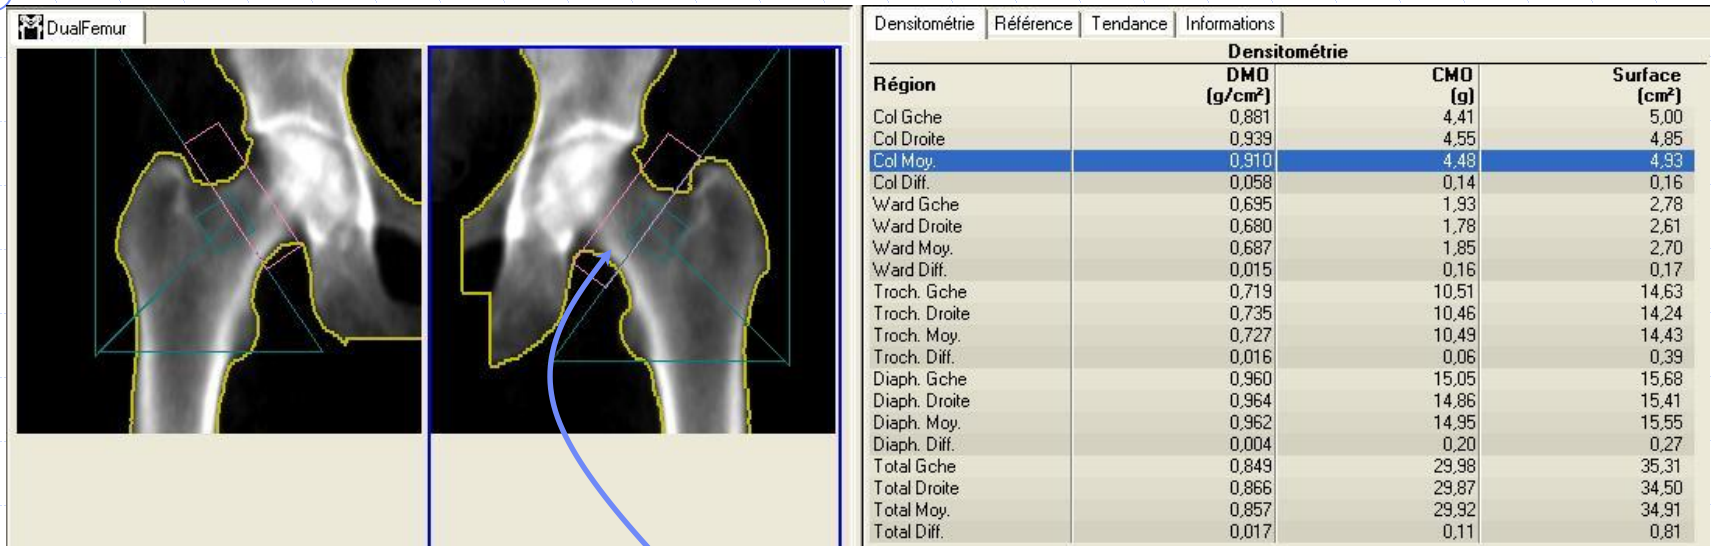 DualFemur
Densitométrie Référence Tendance Informations
Densitométrie
Région DMO (g/cm²) CMO (g) Surface (cm²)
Col Gche 0,881 4,41 5,00
Col Droite 0,939 4,55 4,85
Col Moy. 0,910 4,48 4,93
Col Diff. 0,058 0,14 0,16
Ward Gche 0,695 1,93 2,78
Ward Droite 0,680 1,78 2,61
Ward Moy. 0,687 1,85 2,70
Ward Diff. 0,015 0,16 0,17
Troch. Gche 0,719 10,51 14,63
Troch. Droite 0,735 10,46 14,24
Troch. Moy. 0,727 10,49 14,43
Troch. Diff. 0,016 0,06 0,39
Diaph. Gche 0,960 15,05 15,68
Diaph. Droite 0,964 14,86 15,41
Diaph. Moy. 0,962 14,95 15,55
Diaph. Diff. 0,004 0,20 0,27
Total Gche 0,849 29,98 35,31
Total Droite 0,866 29,87 34,50
Total Moy. 0,857 29,92 34,91
Total Diff. 0,017 0,11 0,81